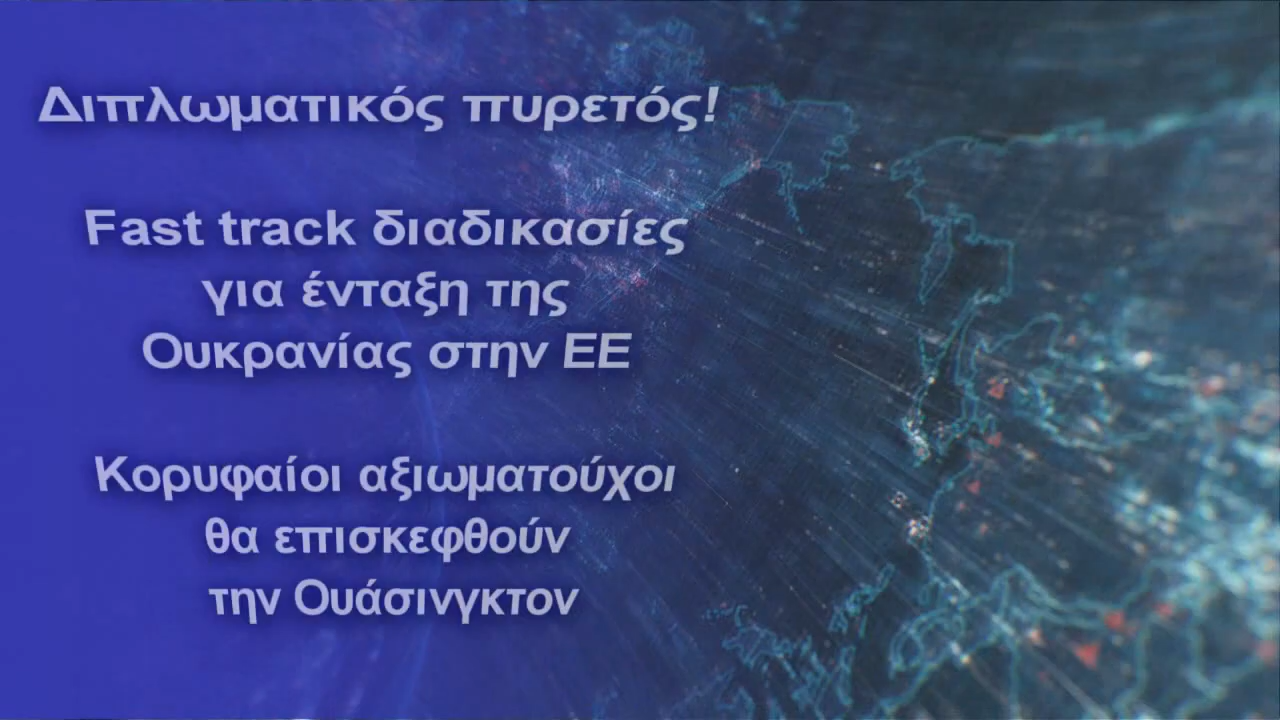 Διπλωματικός πυρετός!
Fast track διαδικασίες
για ένταξη της
Ουκρανίας στην ΕΕ
Κορυφαίοι αξιωματούχοι
θα επισκεφθούν
την Ουάσινγκτον